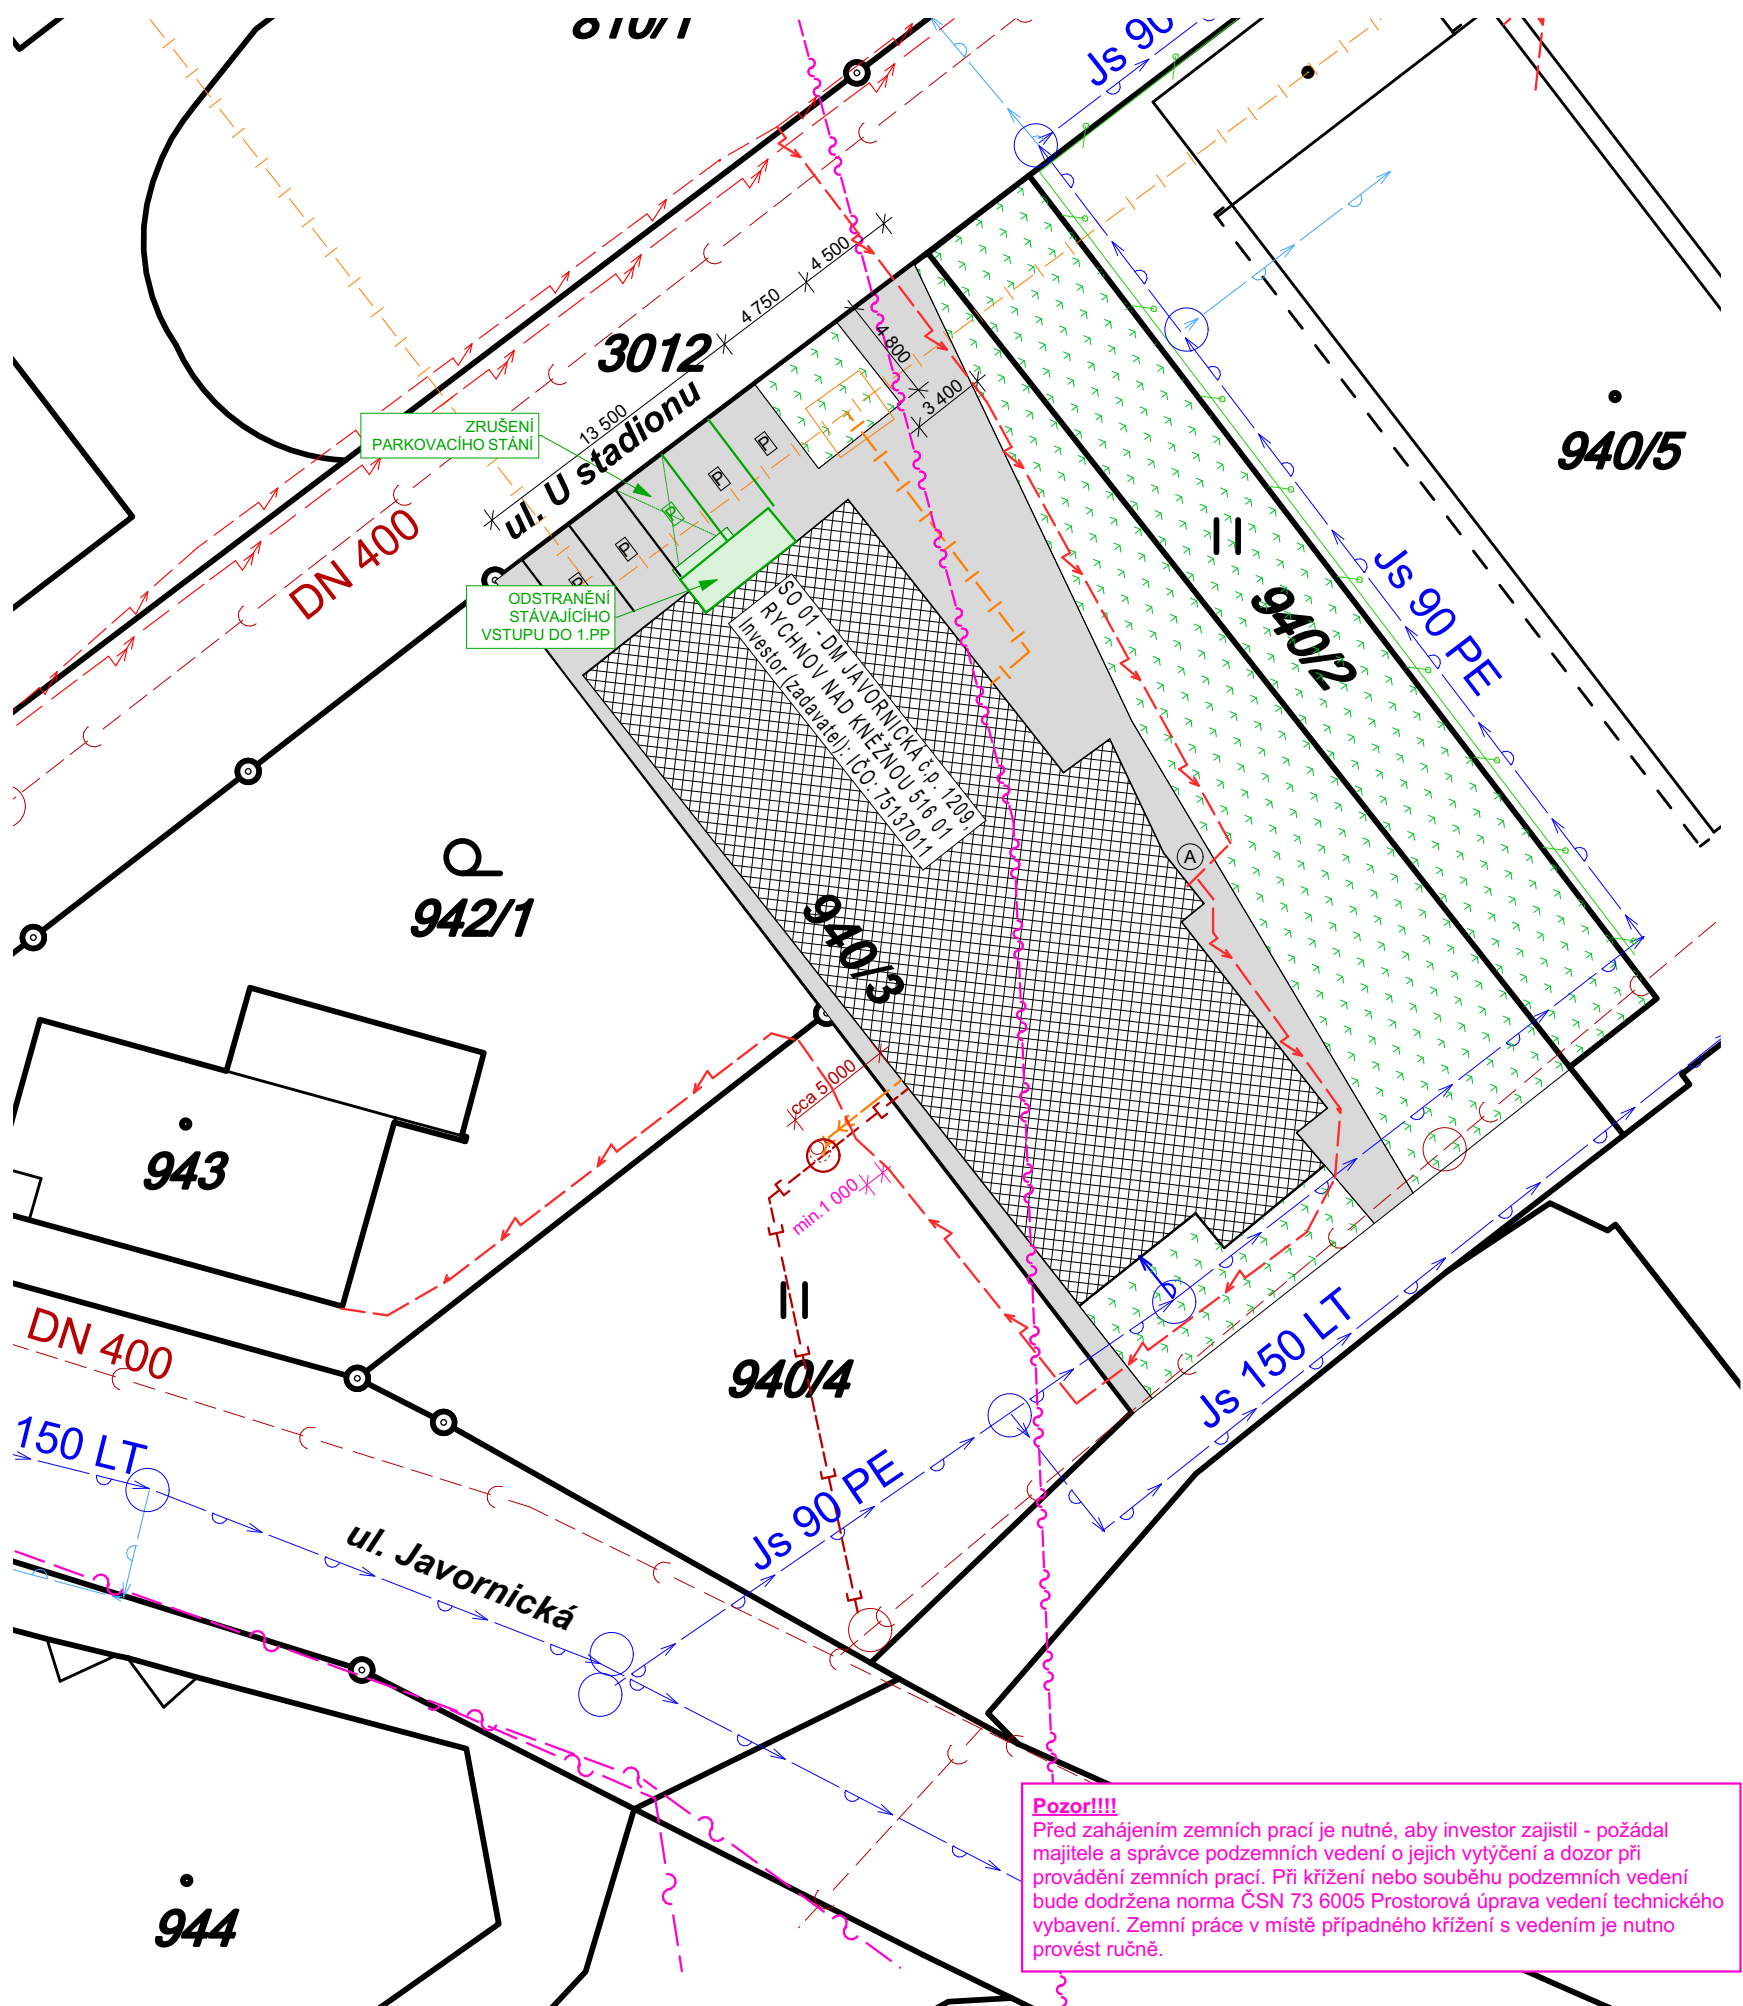 810/1
Js 90
4 500
4 750
3012
4 800
3 400
13 500
ZRUŠENÍ
PARKOVACÍHO STÁNÍ
ul. U stadionu
P
P
P
P
940/5
DN 400
ODSTRANĚNÍ
STÁVAJÍCÍHO
VSTUPU DO 1.PP
SO 01 - DM JAVORNICKÁ č.p. 1209
RYCHNOV NAD KNĚŽNOU 516 01
Investor (zadavatel): IČO: 75137011
Js 90 PE
940/2
A
942/1
940/3
cca 5 000
943
min.1 000
DN 400
940/4
Js 150 LT
150 LT
Js 90 PE
ul. Javornická
944
Pozor!!!!
Před zahájením zemních prací je nutné, aby investor zajistil - požádal
majitele a správce podzemních vedení o jejich vytýčení a dozor při
provádění zemních prací. Při křížení nebo souběhu podzemních vedení
bude dodržena norma ČSN 73 6005 Prostorová úprava vedení technického
vybavení. Zemní práce v místě případného křížení s vedením je nutno
provést ručně.